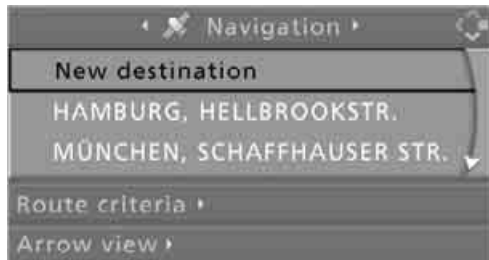 Navigation
New destination
HAMBURG, HELLBROOKSTR.
MÜNCHEN, SCHAFFHAUSER STR.
Route criteria
Arrow view